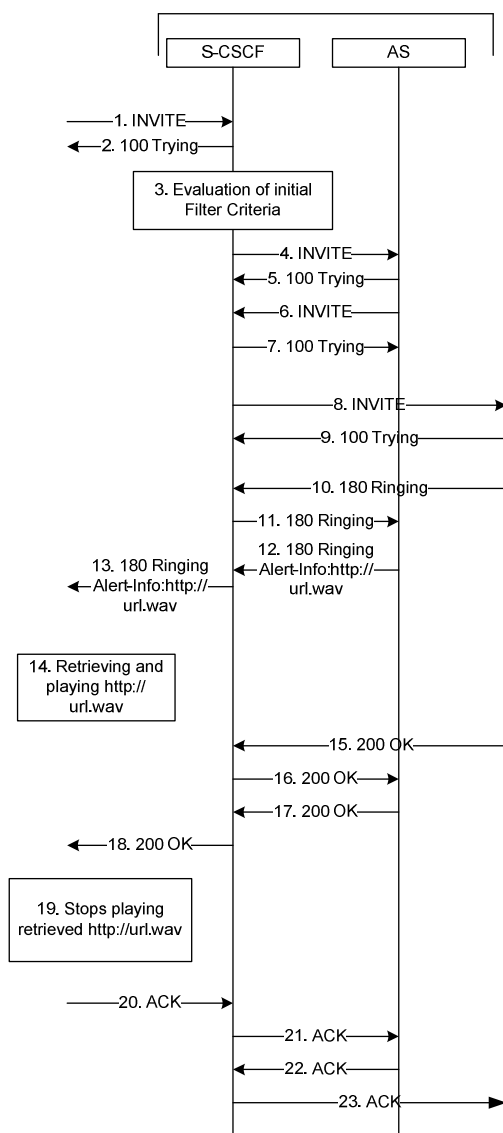 S-CSCF
AS
1. INVITE
2. 100 Trying
3. Evaluation of initial
Filter Criteria
4. INVITE
5. 100 Trying
6. INVITE
7. 100 Trying
8. INVITE
9. 100 Trying
10. 180 Ringing
11. 180 Ringing
12. 180 Ringing
Alert-Info:http://
url.wav
13. 180 Ringing
Alert-Info:http://
url.wav
14. Retrieving and
playing http://
url.wav
15. 200 OK
16. 200 OK
17. 200 OK
18. 200 OK
19. Stops playing
retrieved http://url.wav
20. ACK
21. ACK
22. ACK
23. ACK